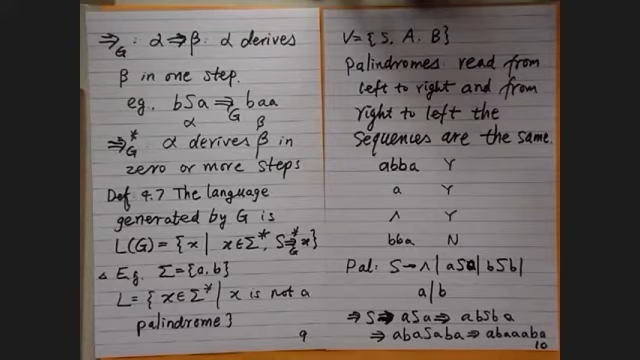 ⇒G : α ⇒ β : α derives
β in one step.
eg. bSa ⇒G baa
α β
⇒*G α derives β in
zero or more steps
Def 4.7 The language
generated by G is
L(G) = { x | x ∈ Σ*, S ⇒*G x }
Eg. Σ = {a, b}
L = { x ∈ Σ* | x is not a
palindrome }
9
V = { S, A, B }
Palindromes: read from
left to right and from
right to left the
sequences are the same.
abba Y
a Y
Λ Y
bba N
Pal: S → Λ | aSa | bSb |
a | b
⇒ S ⇒ aSa ⇒ abSba
⇒ abaSaba ⇒ abaaaba
10